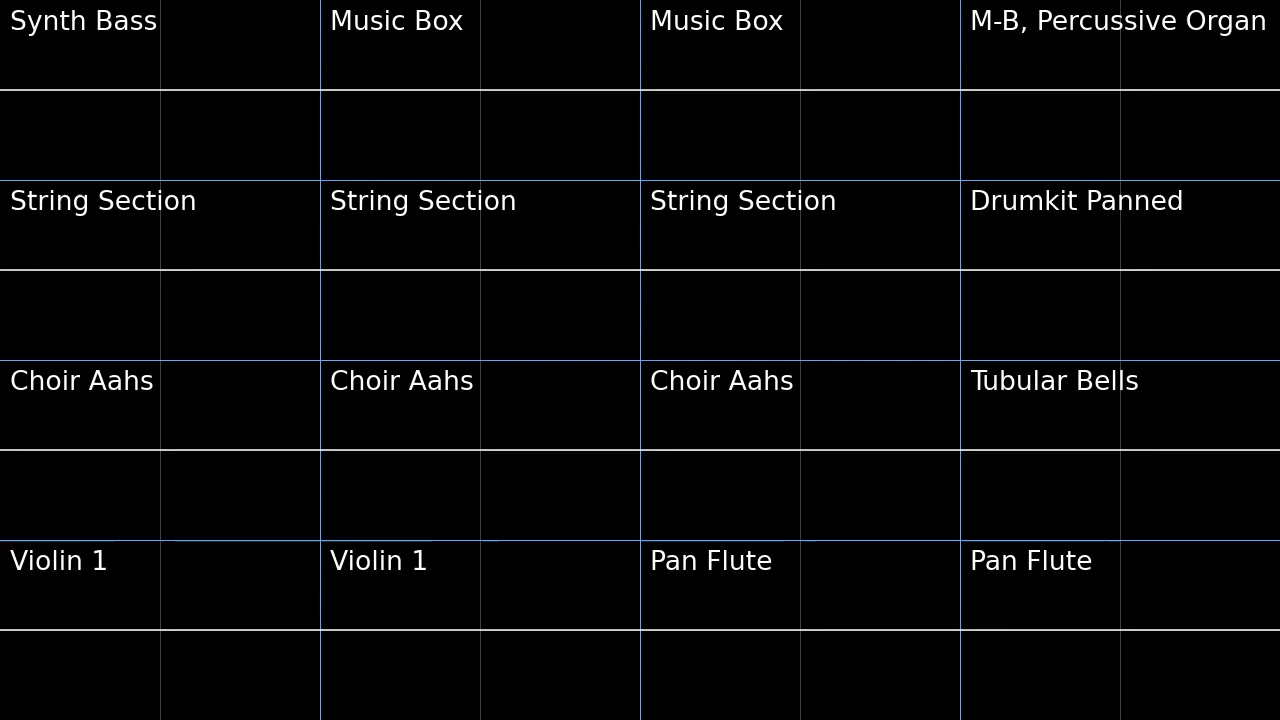 Synth Bass
Music Box
Music Box
M-B, Percussive Organ
String Section
String Section
String Section
Drumkit Panned
Choir Aahs
Choir Aahs
Choir Aahs
Tubular Bells
Violin 1
Violin 1
Pan Flute
Pan Flute